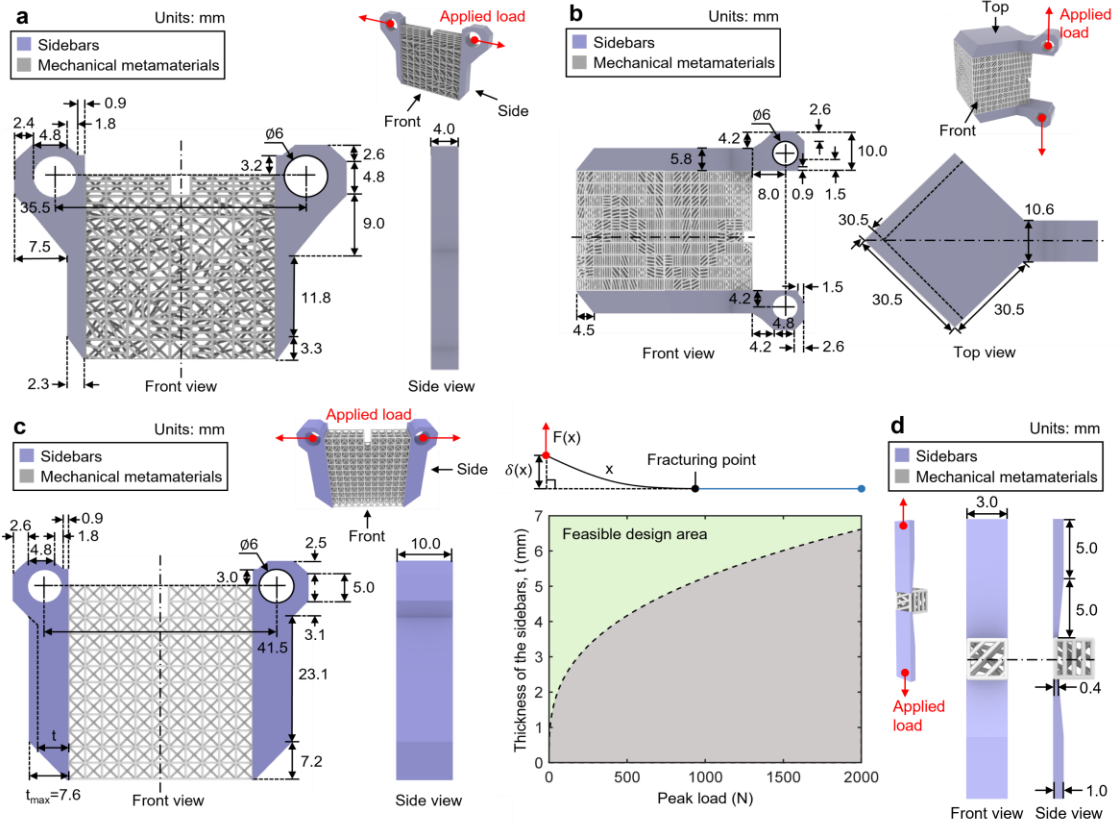 a
Units: mm
Sidebars
Mechanical metamaterials
Applied load
Front
Side
0.9
1.8
2.4
4.8
Ø6
3.2
4.0
2.6
4.8
35.5
9.0
7.5
11.8
3.3
2.3
Front view
Side view
b
Units: mm
Sidebars
Mechanical metamaterials
Top
Applied
load
Front
Ø6
2.6
4.2
10.0
5.8
8.0
0.9
1.5
10.6
30.5
30.5
30.5
1.5
4.2
4.8
4.5
4.2
2.6
Front view
Top view
c
Units: mm
Sidebars
Mechanical metamaterials
Applied load
Side
Front
0.9
2.6
1.8
4.8
Ø6
2.5
3.0
5.0
10.0
3.1
41.5
23.1
t
7.2
tmax=7.6
Front view
Side view
F(x)
δ(x)
x
Fracturing point
Feasible design area
Thickness of the sidebars, t (mm)
7
6
5
4
3
2
1
0
0
500
1000
1500
2000
Peak load (N)
d
Units: mm
Sidebars
Mechanical metamaterials
3.0
5.0
5.0
0.4
Applied
load
1.0
Front view
Side view